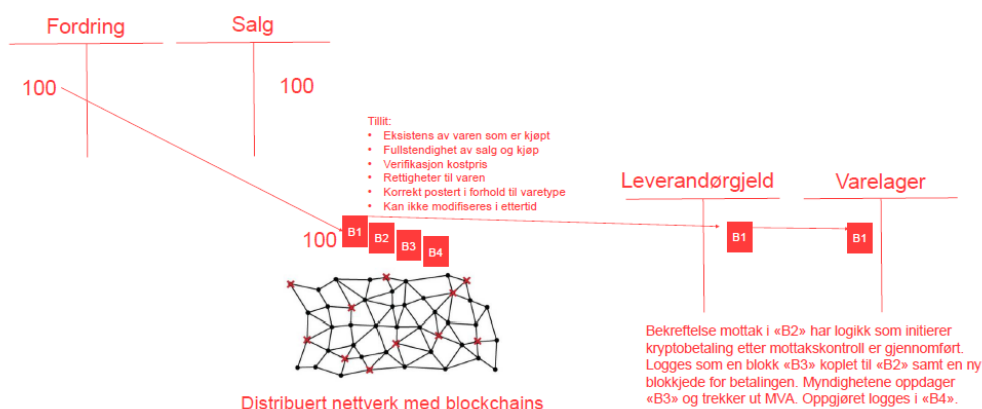 Fordring
Salg
100
100
Tillit:
• Eksistens av varen som er kjøpt
• Fullstendighet av salg og kjøp
• Verifikasjon kostpris
• Rettigheter til varen
• Korrekt postert i forhold til varetype
• Kan ikke modifiseres i ettertid
Leverandørgjeld
Varelager
100
B1
B2
B3
B4
B1
B1
Bekreftelse mottak i «B2» har logikk som initierer
kryptobetaling etter mottakskontroll er gjennomført.
Logges som en blokk «B3» koplet til «B2» samt en ny
blokkjede for betalingen. Myndighetene oppdager
«B3» og trekker ut MVA. Oppgjøret logges i «B4».
Distribuert nettverk med blockchains